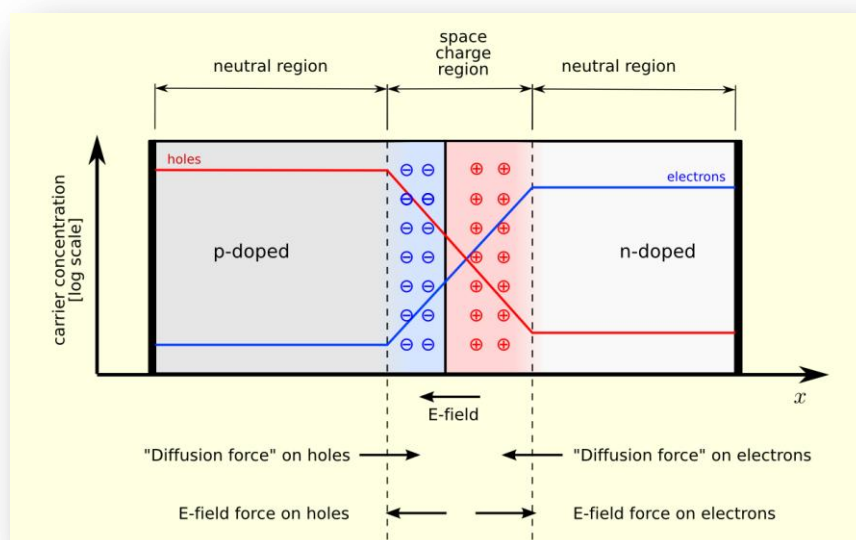 space
charge
region
neutral region
neutral region
holes
electrons
carrier concentration
[log scale]
p-doped
n-doped
x
E-field
"Diffusion force" on holes
"Diffusion force" on electrons
E-field force on holes
E-field force on electrons